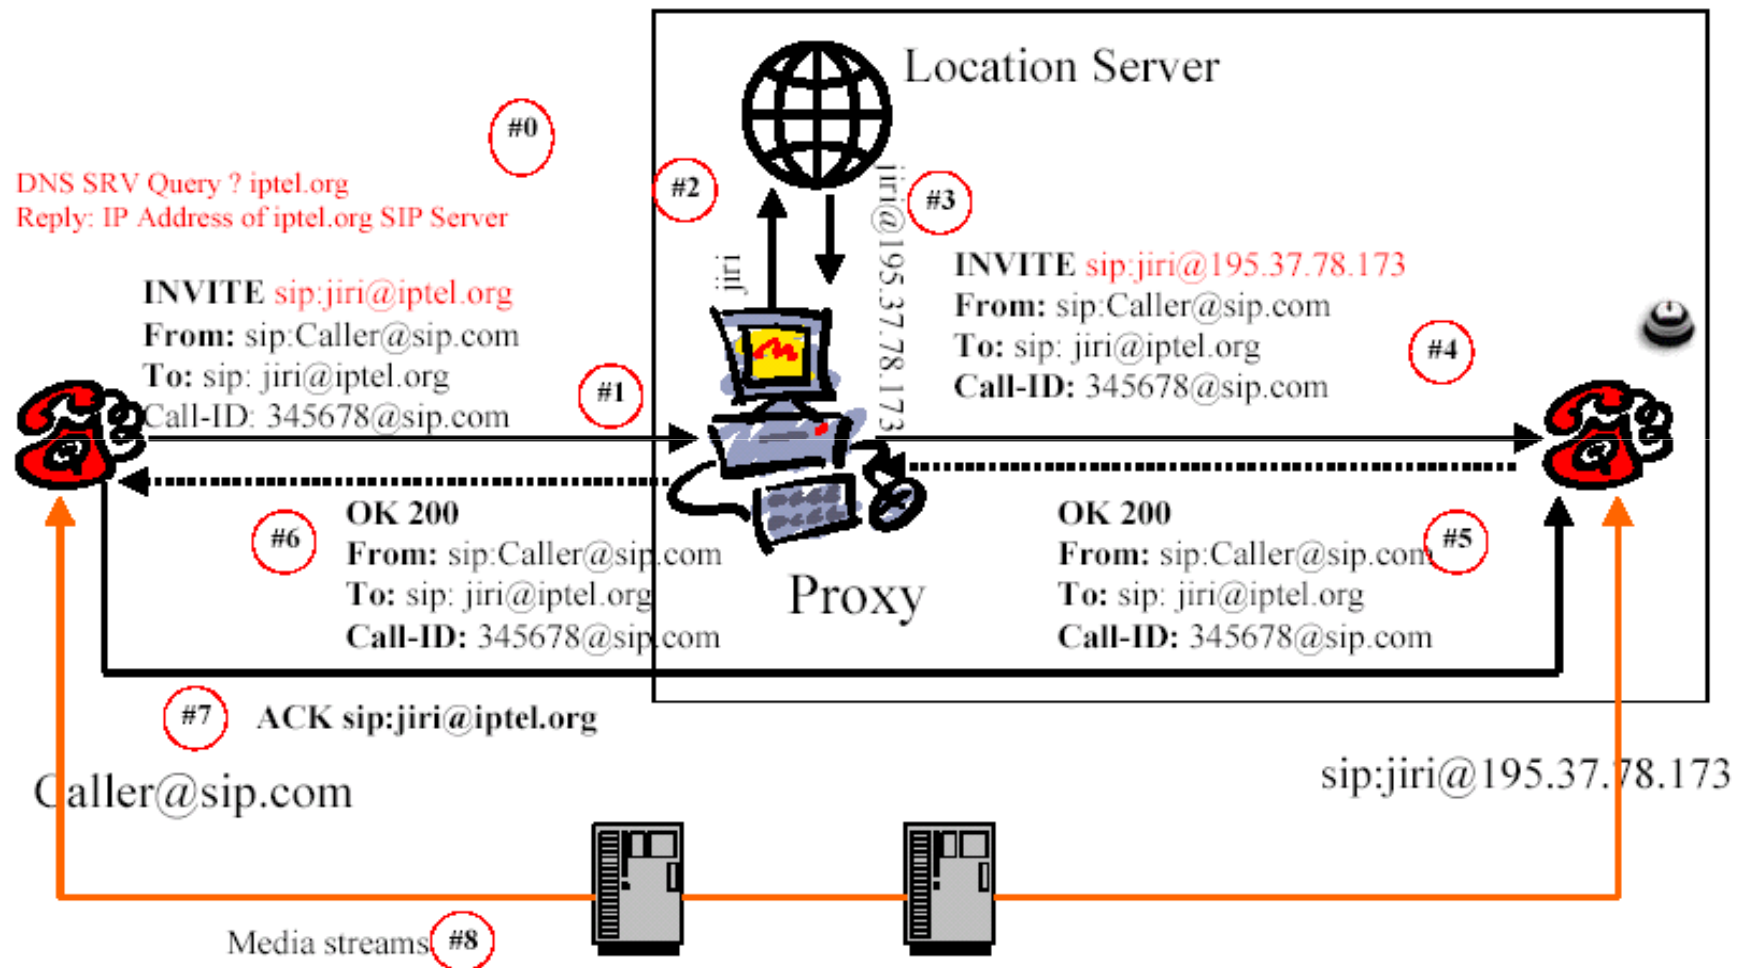 Location Server
#0
#2
#3
DNS SRV Query ? iptel.org
Reply: IP Address of iptel.org SIP Server
jiri
jiri@195.37.78.173
INVITE sip:jiri@iptel.org
From: sip:Caller@sip.com
To: sip: jiri@iptel.org
Call-ID: 345678@sip.com
#1
INVITE sip:jiri@195.37.78.173
From: sip:Caller@sip.com
To: sip: jiri@iptel.org
Call-ID: 345678@sip.com
#4
#6
OK 200
From: sip:Caller@sip.com
To: sip: jiri@iptel.org
Call-ID: 345678@sip.com
Proxy
OK 200
From: sip:Caller@sip.com
To: sip: jiri@iptel.org
Call-ID: 345678@sip.com
#5
#7
ACK sip:jiri@iptel.org
Caller@sip.com
sip:jiri@195.37.78.173
Media streams
#8